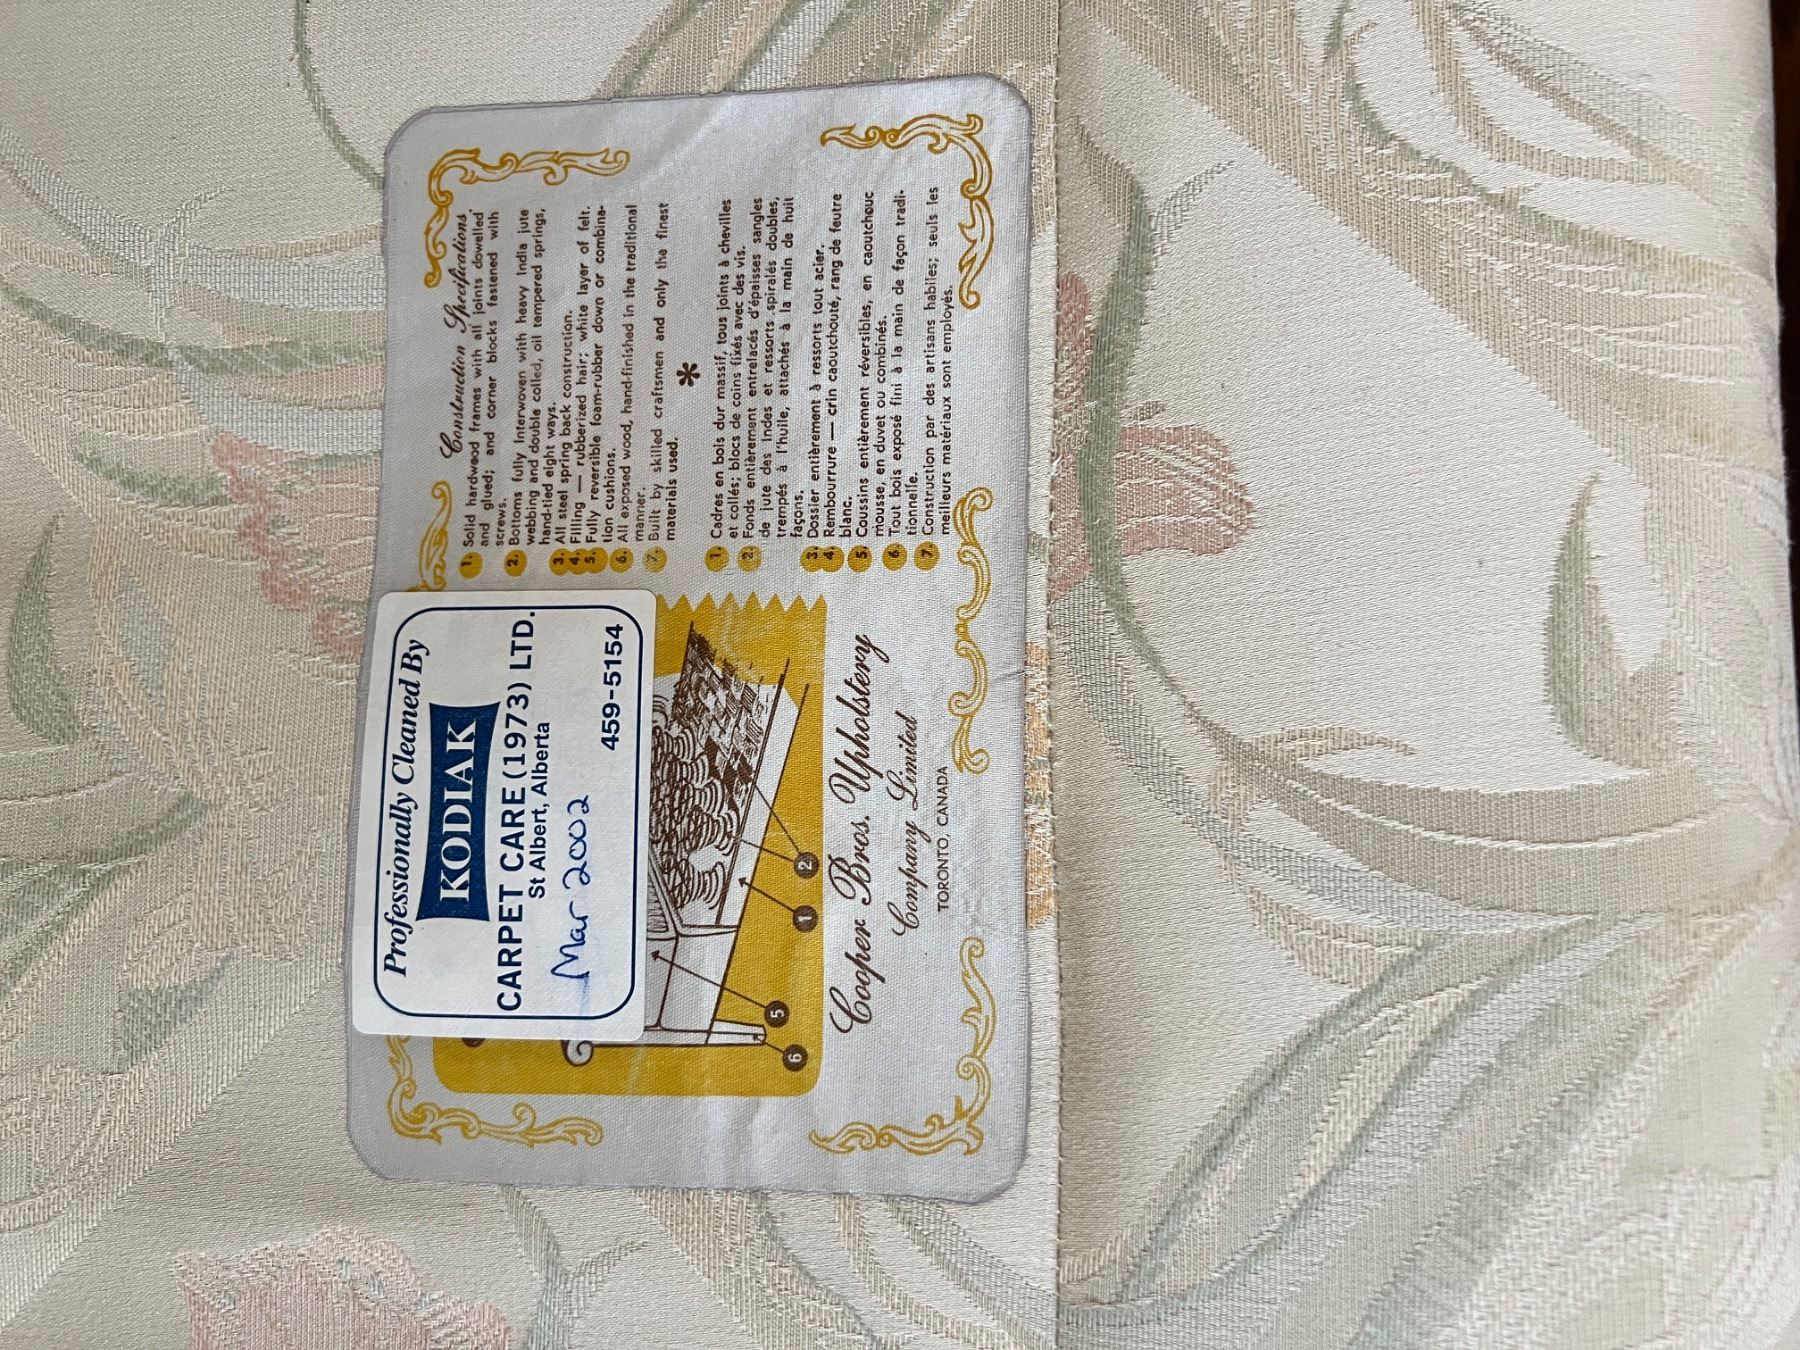 Professionally Cleaned By
KODIAK
CARPET CARE (1973) LTD.
St Albert, Alberta
Mar 2002
459-5154
5
6
1
2
Cooper Bros. Upholstery
Company Limited
TORONTO, CANADA
Construction Specifications
1. Solid hardwood frames with all joints dowelled
and glued; and corner blocks fastened with
screws.
2. Bottoms fully interwoven with heavy India jute
webbing and double coiled, oil tempered springs,
hand-tied eight ways.
3. All steel spring back construction.
4. Filling — rubberized hair; white layer of felt.
5. Fully reversible foam-rubber down or combina-
tion cushions.
6. All exposed wood, hand-finished in the traditional
manner.
7. Built by skilled craftsmen and only the finest
materials used.
*
1. Cadres en bois dur massif, tous joints à chevilles
et collés; blocs de coins fixés avec des vis.
2. Fonds entièrement entrelacés d'épaisses sangles
de jute des Indes et ressorts spiralés doubles,
trempés à l'huile, attachés à la main de huit
façons.
3. Dossier entièrement à ressorts tout acier.
4. Rembourrure — crin caoutchouté, rang de feutre
blanc.
5. Coussins entièrement réversibles, en caoutchouc
mousse, en duvet ou combinés.
6. Tout bois exposé fini à la main de façon tradi-
tionnelle.
7. Construction par des artisans habiles; seuls les
meilleurs matériaux sont employés.